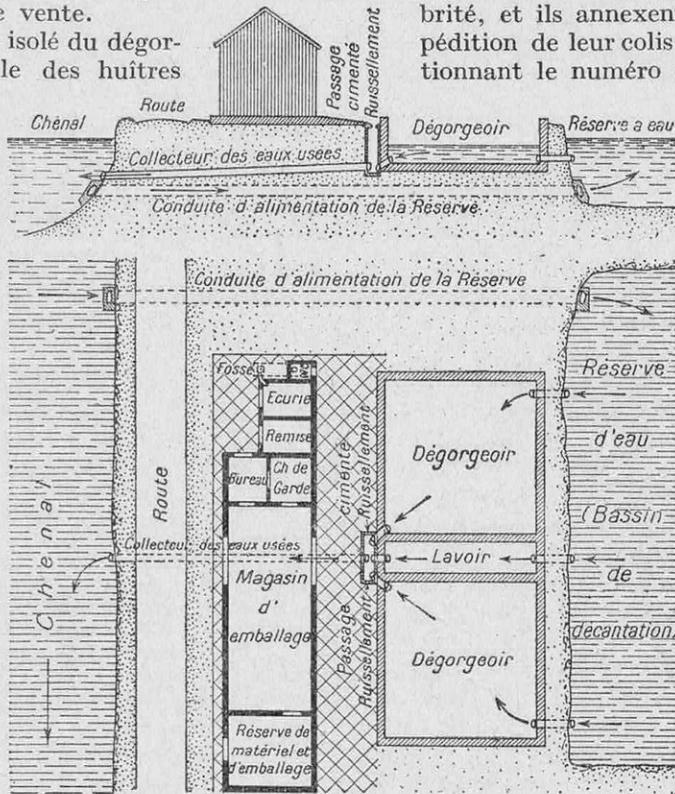 e vente.
isolé du dégor-
le des huîtres
brité, et ils annexen
pédition de leur colis
tionnant le numéro
Passage
cimenté
Ruissellement
Route
Chènal
Dégorgeoir
Réserve a eau
Collecteur des eaux usées
Conduite d'alimentation de la Réserve
Conduite d'alimentation de la Réserve
Fosse
Ecurie
Remise
Bureau
Ch de
Garde
Route
Chenal
Collecteur des eaux usées
Magasin
d'
emballage
Réserve de
matériel et
d'emballage
Passage
cimenté
Ruissellement
Ruissellement
Dégorgeoir
Lavoir
Dégorgeoir
Réserve
d'eau
(Bassin
de
décantation)